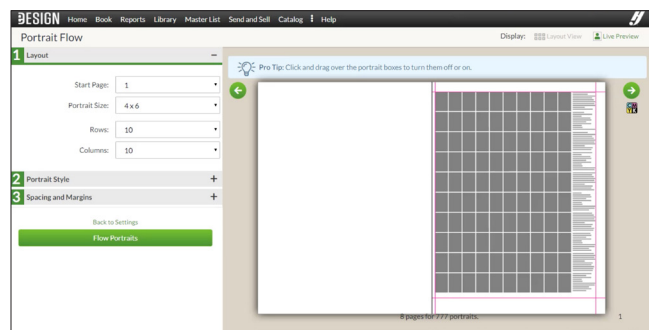 DESIGN Home Book Reports Library Master List Send and Sell Catalog Help
Portrait Flow
Display: Layout View Live Preview
1 Layout −
Pro Tip: Click and drag over the portrait boxes to turn them off or on.
Start Page: 1
Portrait Size: 4 x 6
Rows: 10
Columns: 10
2 Portrait Style +
3 Spacing and Margins +
Back to Settings
Flow Portraits
8 pages for 777 portraits.
1